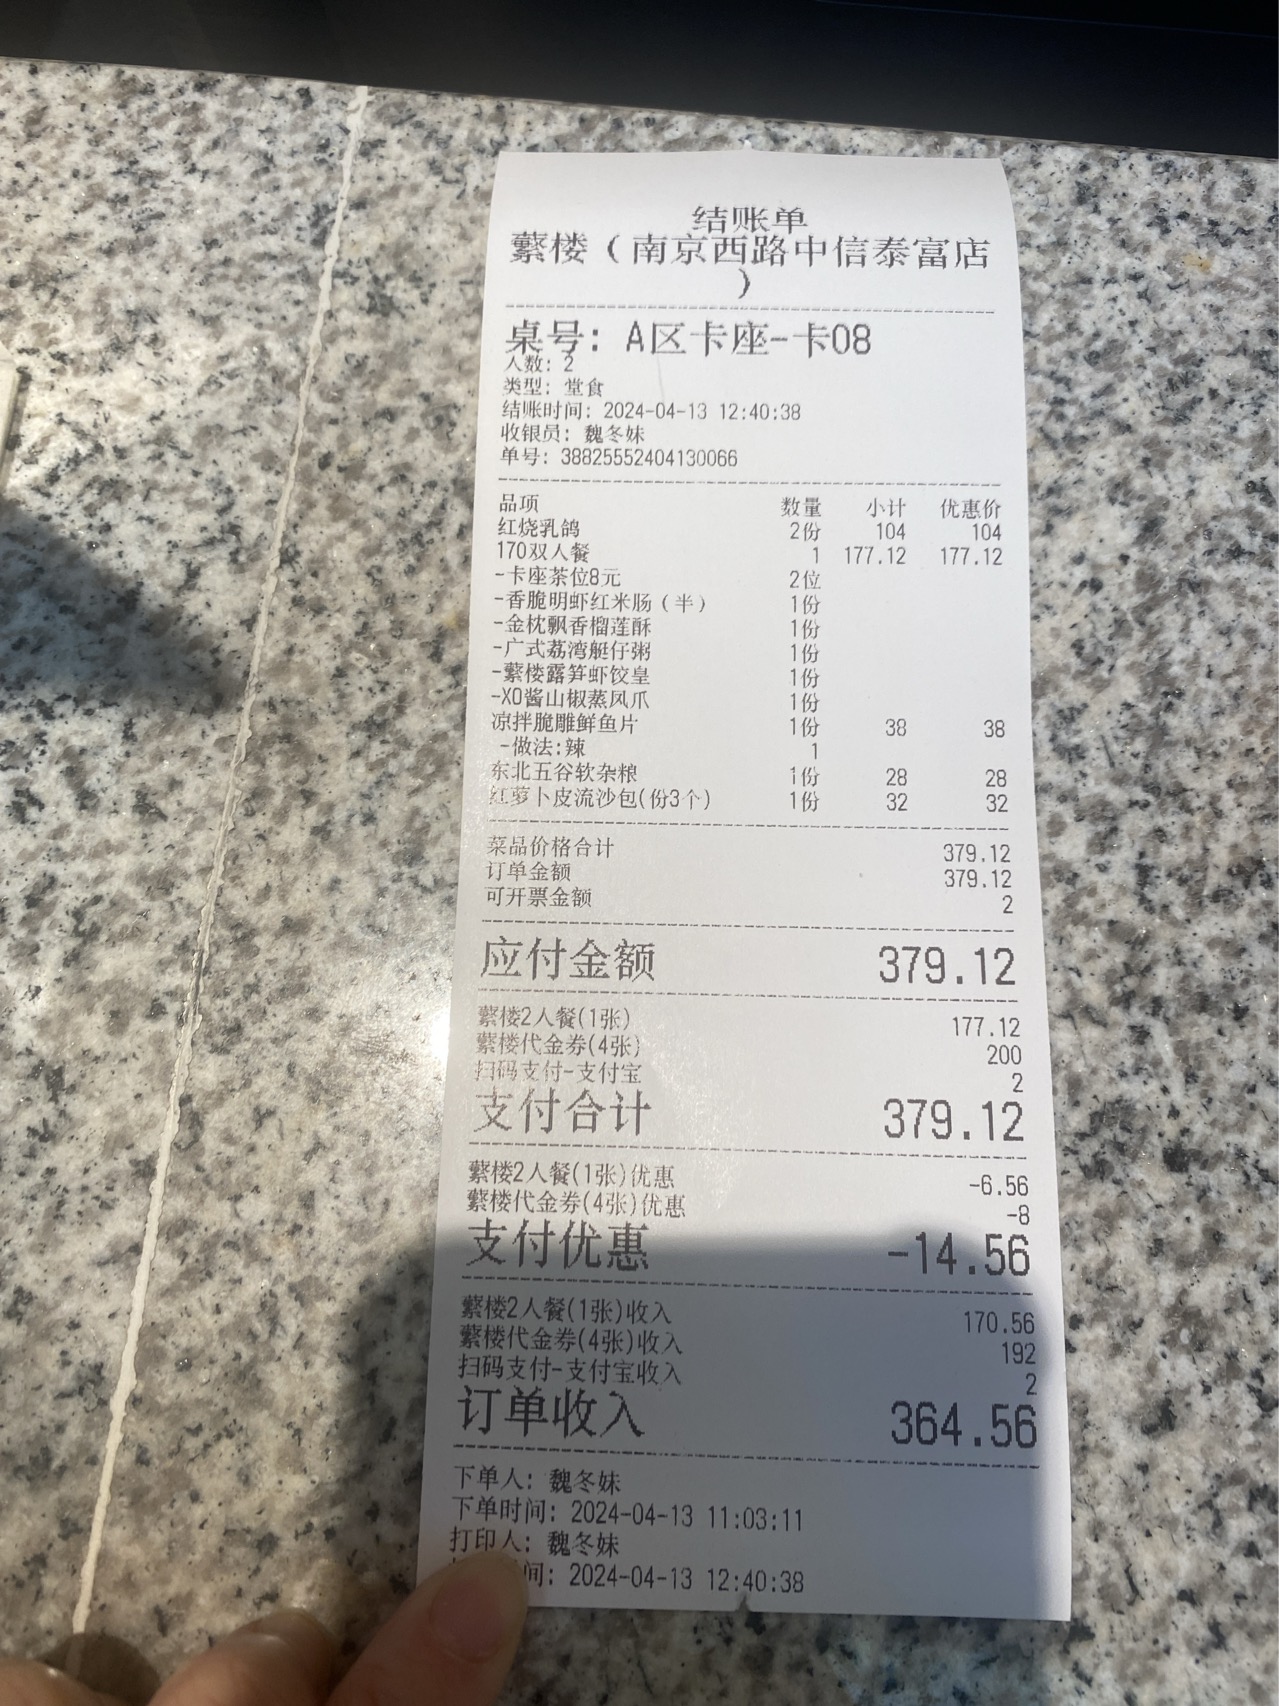 结账单
蘩楼（南京西路中信泰富店
）
桌号：A区卡座-卡08
人数：2
类型：堂食
结账时间：2024-04-13 12:40:38
收银员：魏冬妹
单号：38825552404130066
品项 数量 小计 优惠价
红烧乳鸽 2份 104 104
170双人餐 1 177.12 177.12
-卡座茶位8元 2位
-香脆明虾红米肠（半） 1份
-金枕飘香榴莲酥 1份
-广式荔湾艇仔粥 1份
-蘩楼露笋虾饺皇 1份
-XO酱山椒蒸凤爪 1份
凉拌脆雕鲜鱼片 1份 38 38
-做法:辣 1
东北五谷软杂粮 1份 28 28
红萝卜皮流沙包(份3个) 1份 32 32
菜品价格合计 379.12
订单金额 379.12
可开票金额 2
应付金额 379.12
蘩楼2人餐(1张) 177.12
蘩楼代金券(4张) 200
扫码支付-支付宝 2
支付合计 379.12
蘩楼2人餐(1张)优惠 -6.56
蘩楼代金券(4张)优惠 -8
支付优惠 -14.56
蘩楼2人餐(1张)收入 170.56
蘩楼代金券(4张)收入 192
扫码支付-支付宝收入 2
订单收入 364.56
下单人：魏冬妹
下单时间：2024-04-13 11:03:11
打印人：魏冬妹
间：2024-04-13 12:40:38